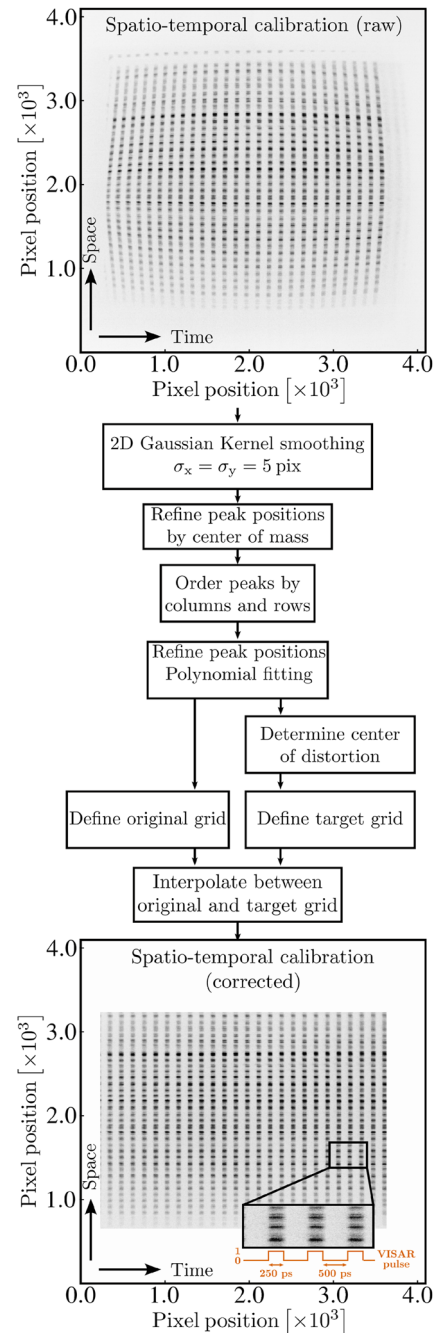 4.0
Spatio-temporal calibration (raw)
3.0
2.0
1.0
Pixel position [×10³]
Space
Time
0.0
1.0
2.0
3.0
4.0
Pixel position [×10³]
2D Gaussian Kernel smoothing
σx = σy = 5 pix
Refine peak positions
by center of mass
Order peaks by
columns and rows
Refine peak positions
Polynomial fitting
Determine center
of distortion
Define original grid
Define target grid
Interpolate between
original and target grid
4.0
Spatio-temporal calibration
(corrected)
3.0
2.0
1.0
Pixel position [×10³]
Space
Time
1
0
VISAR
pulse
250 ps
500 ps
0.0
1.0
2.0
3.0
4.0
Pixel position [×10³]